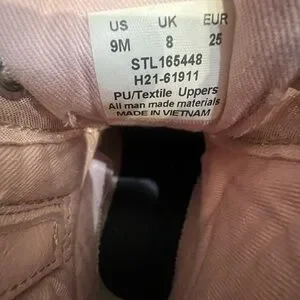 US UK EUR
9M 8 25
STL165448
H21-61911
PU/Textile Uppers
All man made materials
MADE IN VIETNAM